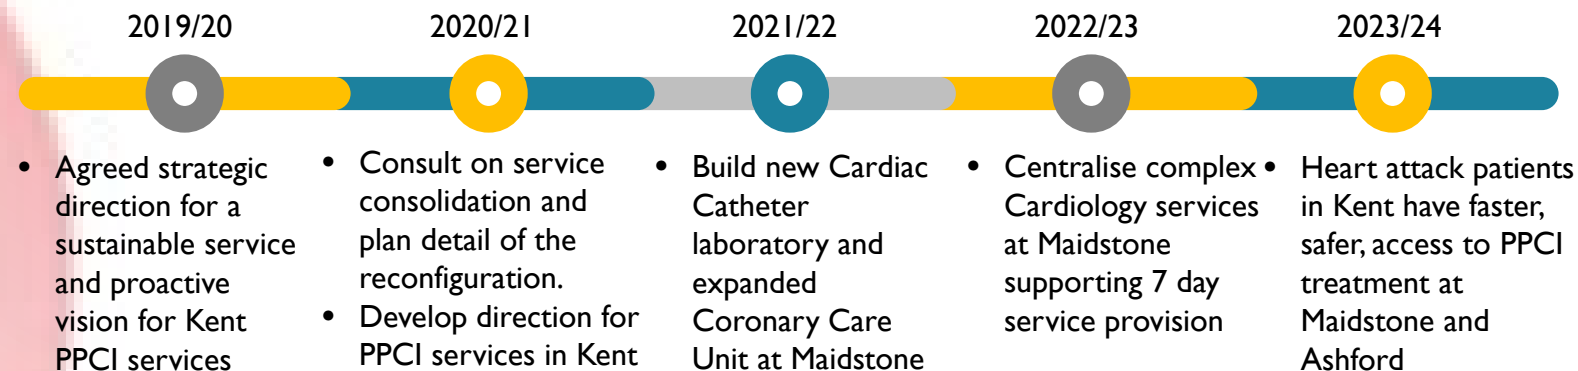 2019/20
2020/21
2021/22
2022/23
2023/24
• Agreed strategic
direction for a
sustainable service
and proactive
vision for Kent
PPCI services
• Consult on service
consolidation and
plan detail of the
reconfiguration.
• Develop direction for
PPCI services in Kent
• Build new Cardiac
Catheter
laboratory and
expanded
Coronary Care
Unit at Maidstone
• Centralise complex
Cardiology services
at Maidstone
supporting 7 day
service provision
• Heart attack patients
in Kent have faster,
safer, access to PPCI
treatment at
Maidstone and
Ashford